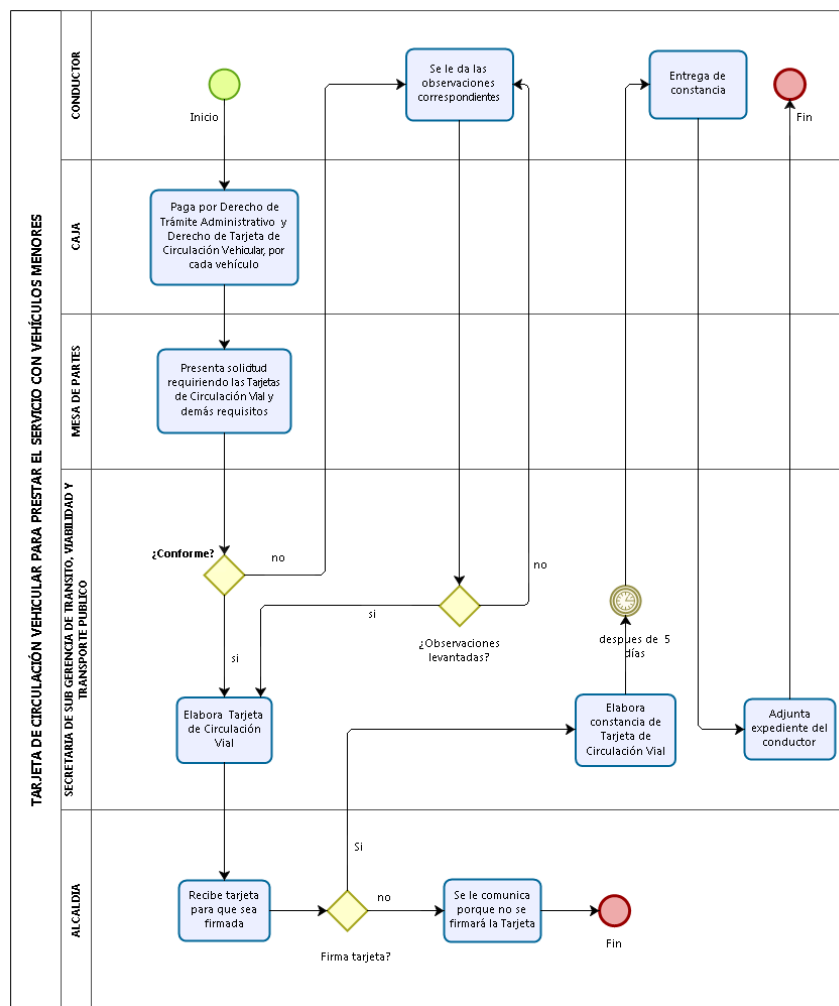 TARJETA DE CIRCULACIÓN VEHICULAR PARA PRESTAR EL SERVICIO CON VEHÍCULOS MENORES
CONDUCTOR
Inicio
Se le da las
observaciones
correspondientes
Entrega de
constancia
Fin
CAJA
Paga por Derecho de
Trámite Administrativo y
Derecho de Tarjeta de
Circulación Vehicular, por
cada vehículo
MESA DE PARTES
Presenta solicitud
requiriendo las Tarjetas
de Circulación Vial y
demás requisitos
SECRETARIA DE SUB GERENCIA DE TRANSITO, VIABILIDAD Y
TRANSPORTE PUBLICO
¿Conforme?
no
si
¿Observaciones
levantadas?
no
si
despues de 5
días
Elabora Tarjeta
de Circulación
Vial
Elabora
constancia de
Tarjeta de
Circulación Vial
Adjunta
expediente del
conductor
ALCALDIA
Recibe tarjeta
para que sea
firmada
Si
no
Firma tarjeta?
Se le comunica
porque no se
firmará la Tarjeta
Fin